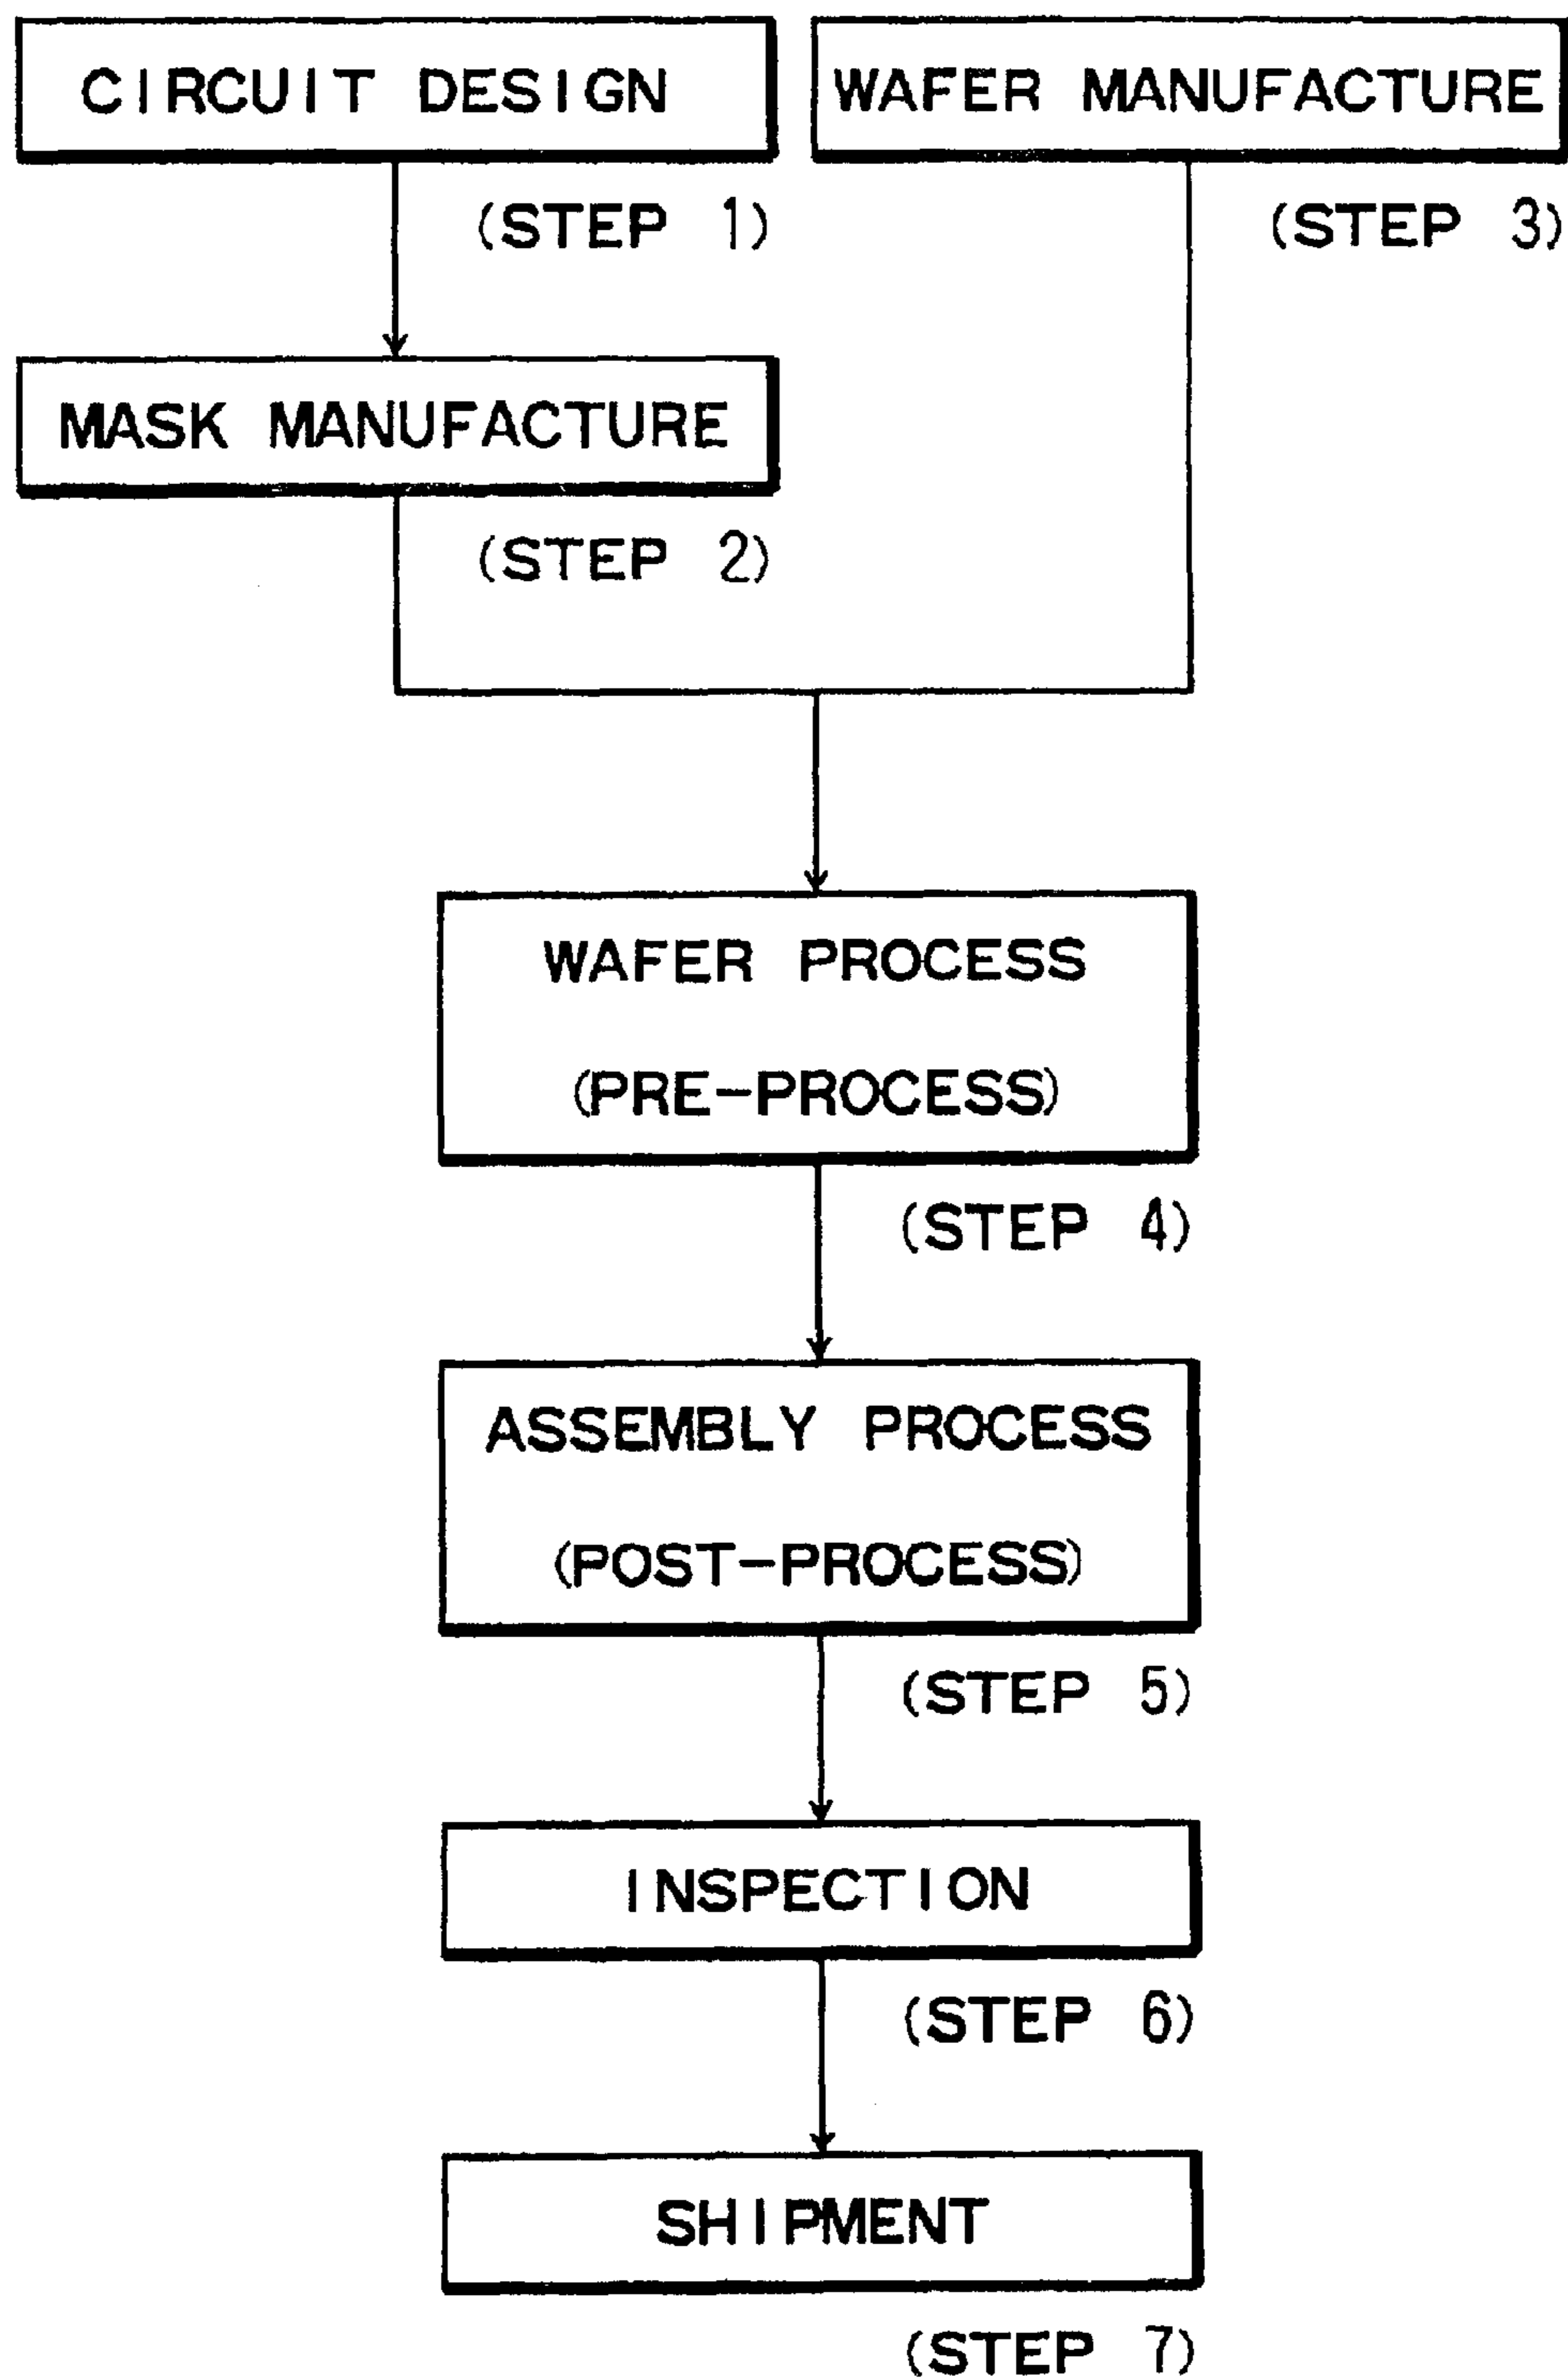 CIRCUIT DESIGN
WAFER MANUFACTURE
(STEP 1)
(STEP 3)
MASK MANUFACTURE
(STEP 2)
WAFER PROCESS
(PRE-PROCESS)
(STEP 4)
ASSEMBLY PROCESS
(POST-PROCESS)
(STEP 5)
INSPECTION
(STEP 6)
SHIPMENT
(STEP 7)